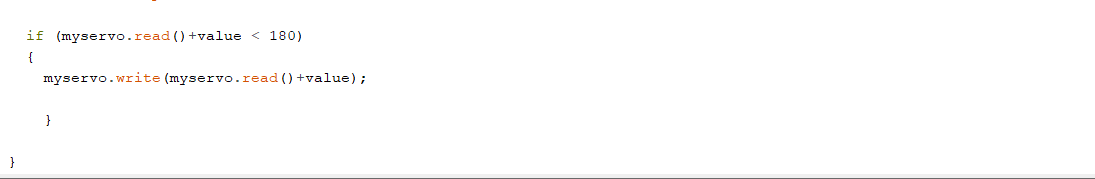 if (myservo.read()+value < 180)
{
myservo.write(myservo.read()+value);
}
}